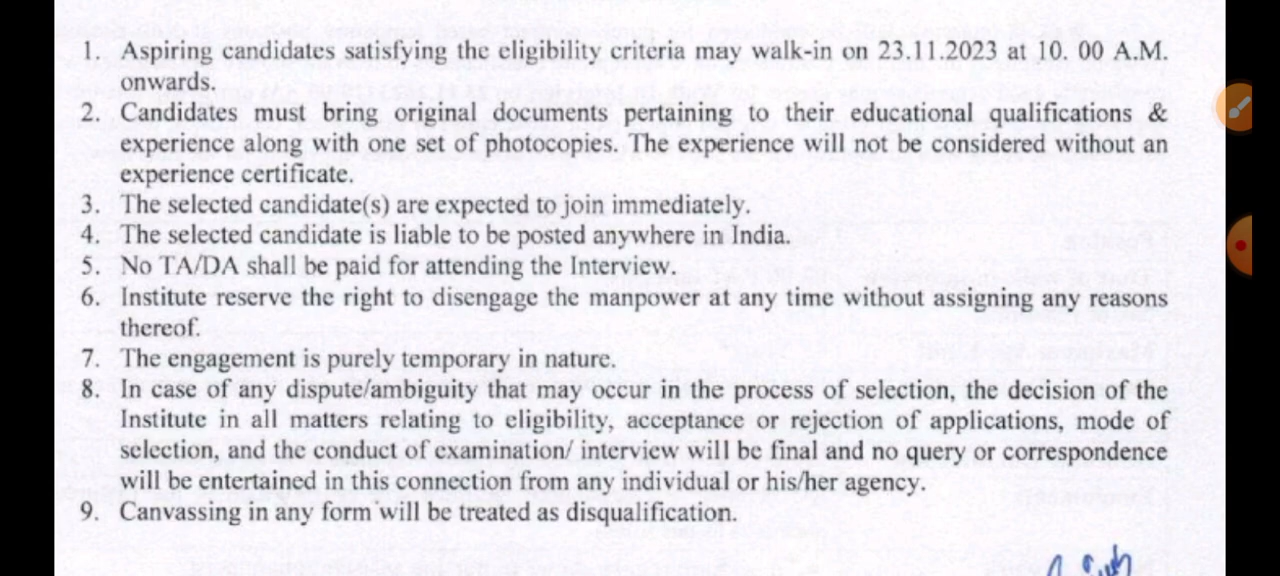 1. Aspiring candidates satisfying the eligibility criteria may walk-in on 23.11.2023 at 10. 00 A.M.
onwards.
2. Candidates must bring original documents pertaining to their educational qualifications &
experience along with one set of photocopies. The experience will not be considered without an
experience certificate.
3. The selected candidate(s) are expected to join immediately.
4. The selected candidate is liable to be posted anywhere in India.
5. No TA/DA shall be paid for attending the Interview.
6. Institute reserve the right to disengage the manpower at any time without assigning any reasons
thereof.
7. The engagement is purely temporary in nature.
8. In case of any dispute/ambiguity that may occur in the process of selection, the decision of the
Institute in all matters relating to eligibility, acceptance or rejection of applications, mode of
selection, and the conduct of examination/ interview will be final and no query or correspondence
will be entertained in this connection from any individual or his/her agency.
9. Canvassing in any form will be treated as disqualification.